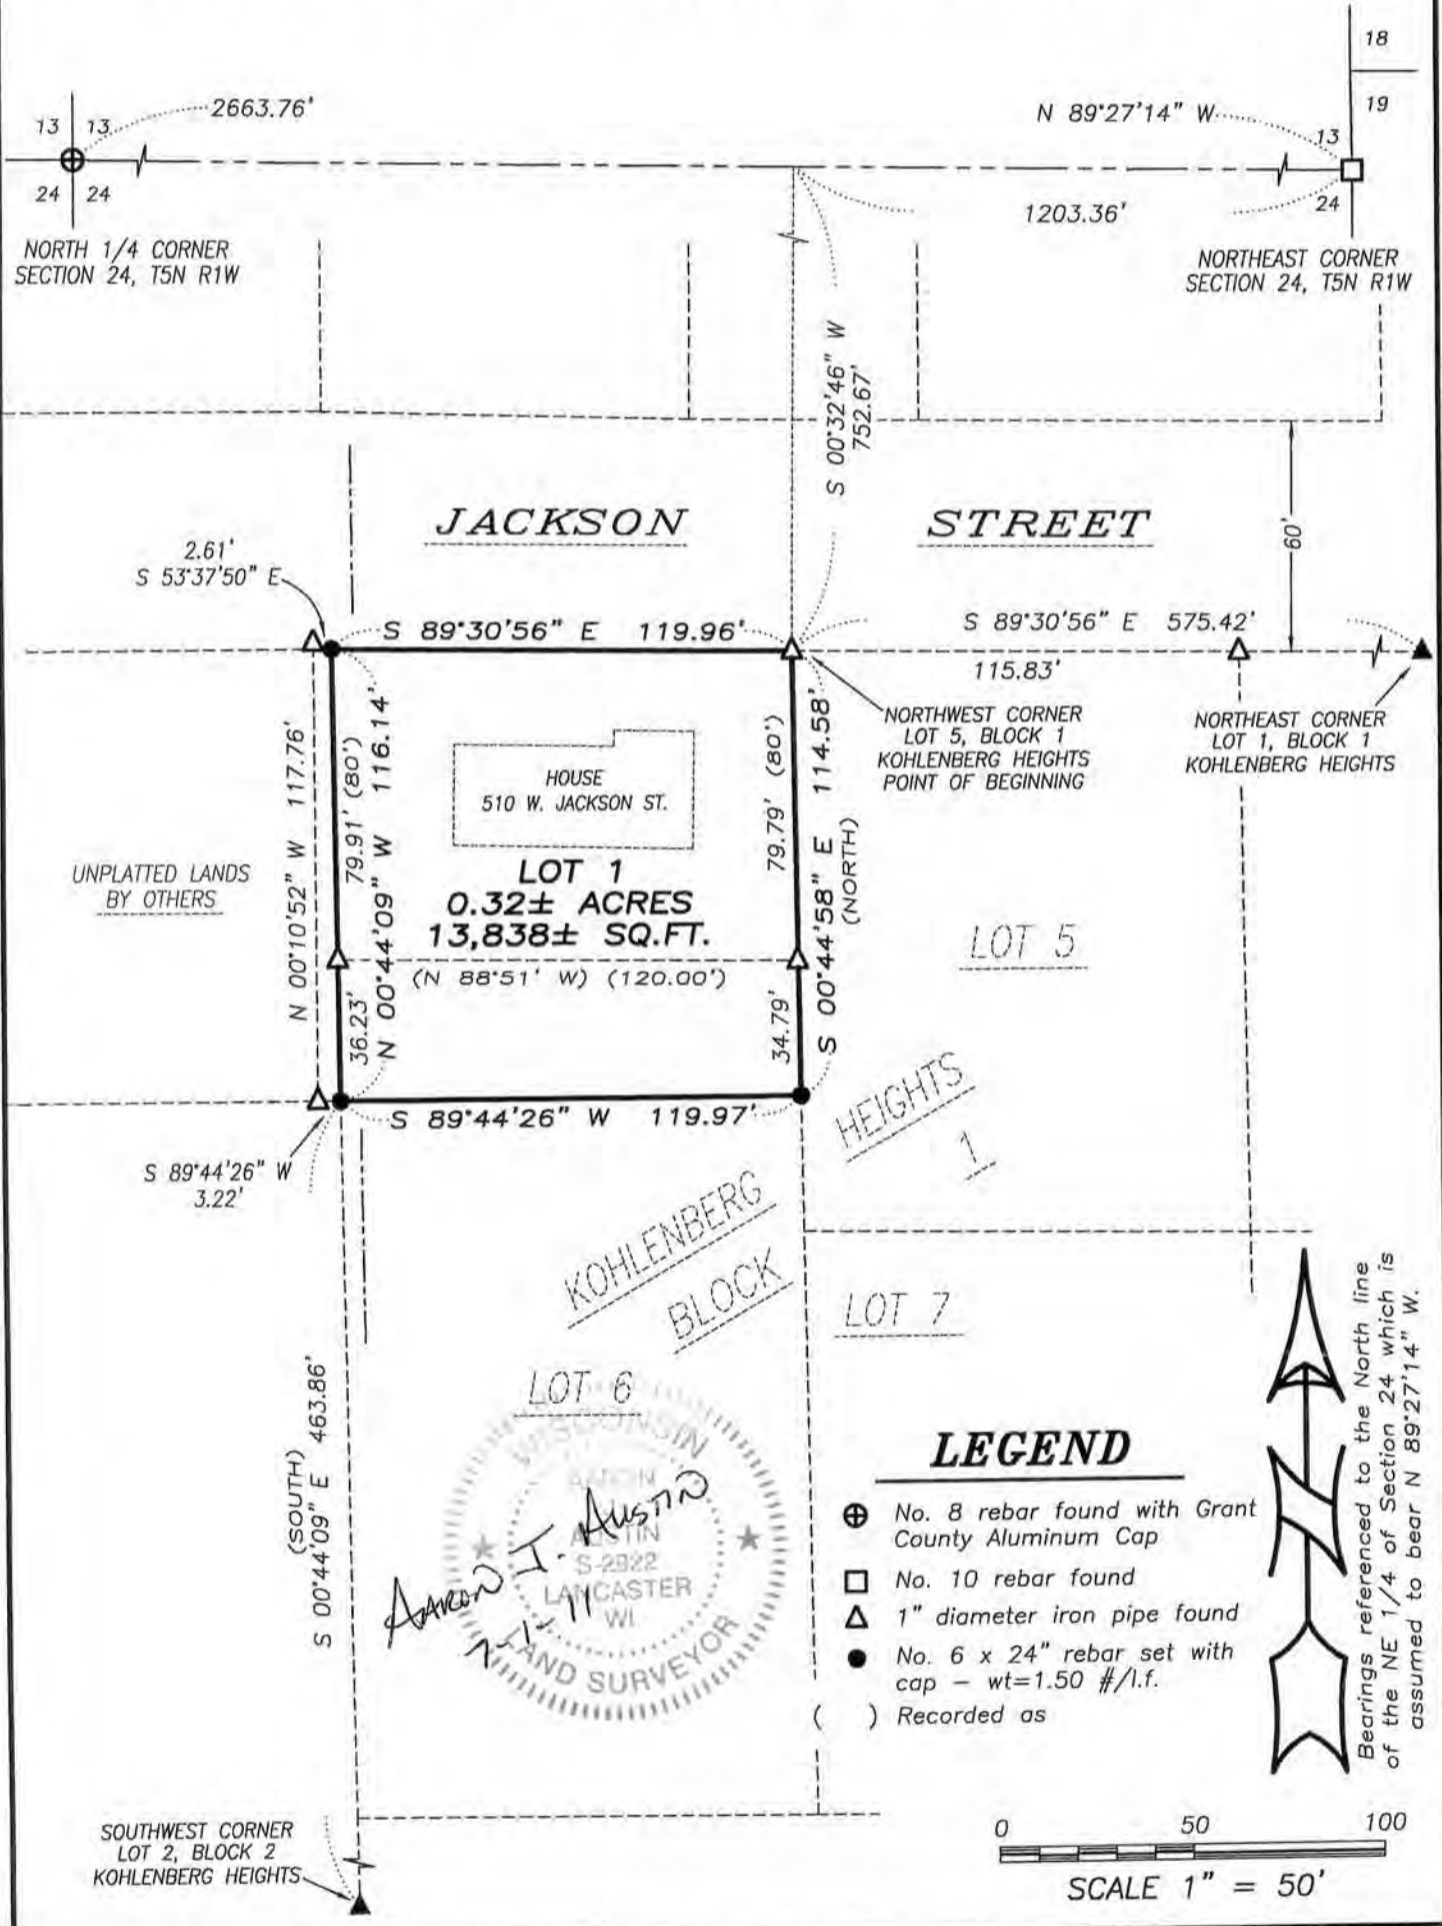 18
19
13 13
24 24
2663.76'
N 89°27'14" W
13
24
1203.36'
NORTH 1/4 CORNER
SECTION 24, T5N R1W
NORTHEAST CORNER
SECTION 24, T5N R1W
S 00°32'46" W
752.67'
JACKSON STREET
60'
2.61'
S 53°37'50" E
S 89°30'56" E 119.96'
S 89°30'56" E 575.42'
115.83'
NORTHWEST CORNER
LOT 5, BLOCK 1
KOHLENBERG HEIGHTS
POINT OF BEGINNING
NORTHEAST CORNER
LOT 1, BLOCK 1
KOHLENBERG HEIGHTS
N 00°10'52" W 117.76'
79.91' (80')
N 00°44'09" W 116.14'
36.23'
HOUSE
510 W. JACKSON ST.
LOT 1
0.32± ACRES
13,838± SQ.FT.
(N 88°51' W) (120.00')
79.79' (80')
34.79'
S 00°44'58" E 114.58'
(NORTH)
UNPLATTED LANDS
BY OTHERS
LOT 5
S 89°44'26" W 119.97'
S 89°44'26" W
3.22'
KOHLENBERG HEIGHTS
BLOCK 1
LOT 7
LOT 6
(SOUTH)
S 00°44'09" E 463.86'
WISCONSIN
AARON
AUSTIN
S-2922
LANCASTER
WI
LAND SURVEYOR
AARON I. AUSTIN
7-1-11
LEGEND
No. 8 rebar found with Grant
County Aluminum Cap
No. 10 rebar found
1" diameter iron pipe found
No. 6 x 24" rebar set with
cap – wt=1.50 #/l.f.
( ) Recorded as
Bearings referenced to the North line
of the NE 1/4 of Section 24 which is
assumed to bear N 89°27'14" W.
SOUTHWEST CORNER
LOT 2, BLOCK 2
KOHLENBERG HEIGHTS
0 50 100
SCALE 1" = 50'